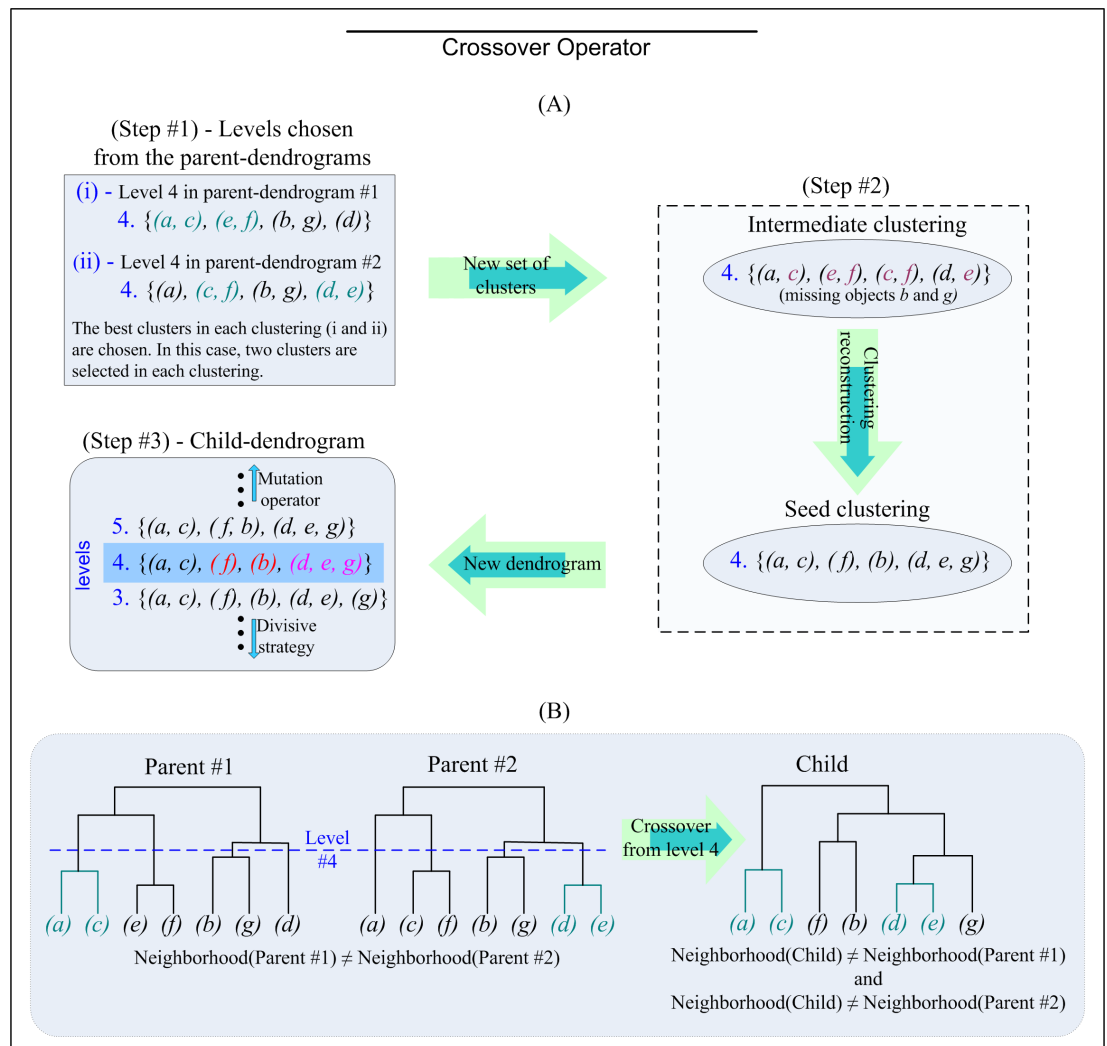 Crossover Operator
(A)
(Step #1) - Levels chosen
from the parent-dendrograms
(i) - Level 4 in parent-dendrogram #1
4. {(a, c), (e, f), (b, g), (d)}
(ii) - Level 4 in parent-dendrogram #2
4. {(a), (c, f), (b, g), (d, e)}
The best clusters in each clustering (i and ii)
are chosen. In this case, two clusters are
selected in each clustering.
New set of
clusters
(Step #2)
Intermediate clustering
4. {(a, c), (e, f), (c, f), (d, e)}
(missing objects b and g)
Clustering
reconstruction
Seed clustering
4. {(a, c), (f), (b), (d, e, g)}
New dendrogram
(Step #3) - Child-dendrogram
Mutation
operator
levels
5. {(a, c), (f, b), (d, e, g)}
4. {(a, c), (f), (b), (d, e, g)}
3. {(a, c), (f), (b), (d, e), (g)}
Divisive
strategy
(B)
Parent #1
(a) (c) (e) (f) (b) (g) (d)
Level
#4
Parent #2
(a) (c) (f) (b) (g) (d) (e)
Neighborhood(Parent #1) ≠ Neighborhood(Parent #2)
Crossover
from level 4
Child
(a) (c) (f) (b) (d) (e) (g)
Neighborhood(Child) ≠ Neighborhood(Parent #1)
and
Neighborhood(Child) ≠ Neighborhood(Parent #2)